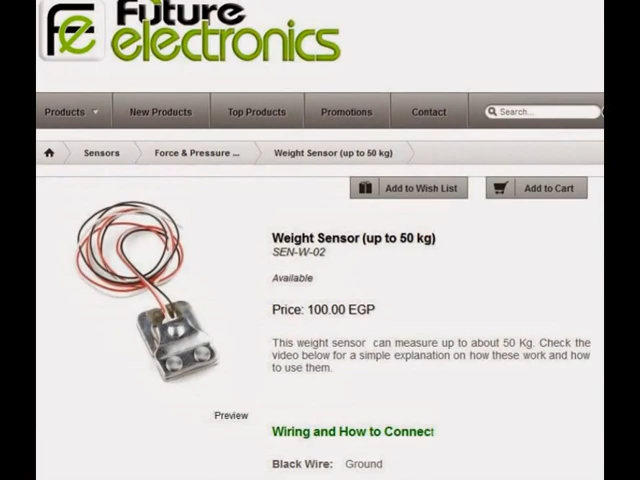 Future
fe electronics
Products New Products Top Products Promotions Contact Search...
Sensors Force & Pressure ... Weight Sensor (up to 50 kg)
Add to Wish List Add to Cart
Weight Sensor (up to 50 kg)
SEN-W-02
Available
Price: 100.00 EGP
This weight sensor can measure up to about 50 Kg. Check the
video below for a simple explanation on how these work and how
to use them.
Preview
Wiring and How to Connect
Black Wire: Ground